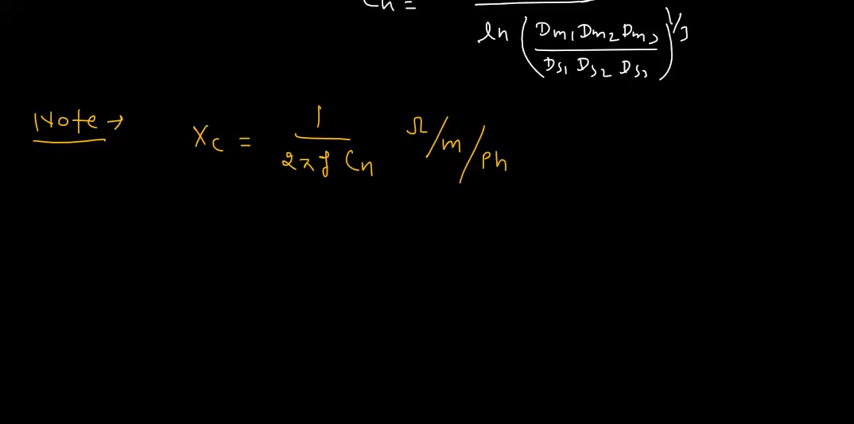 Cn =
ln (Dm1 Dm2 Dm3 / Ds1 Ds2 Ds3)^1/3
Note → Xc = 1 / 2πf Cn Ω/m/ph